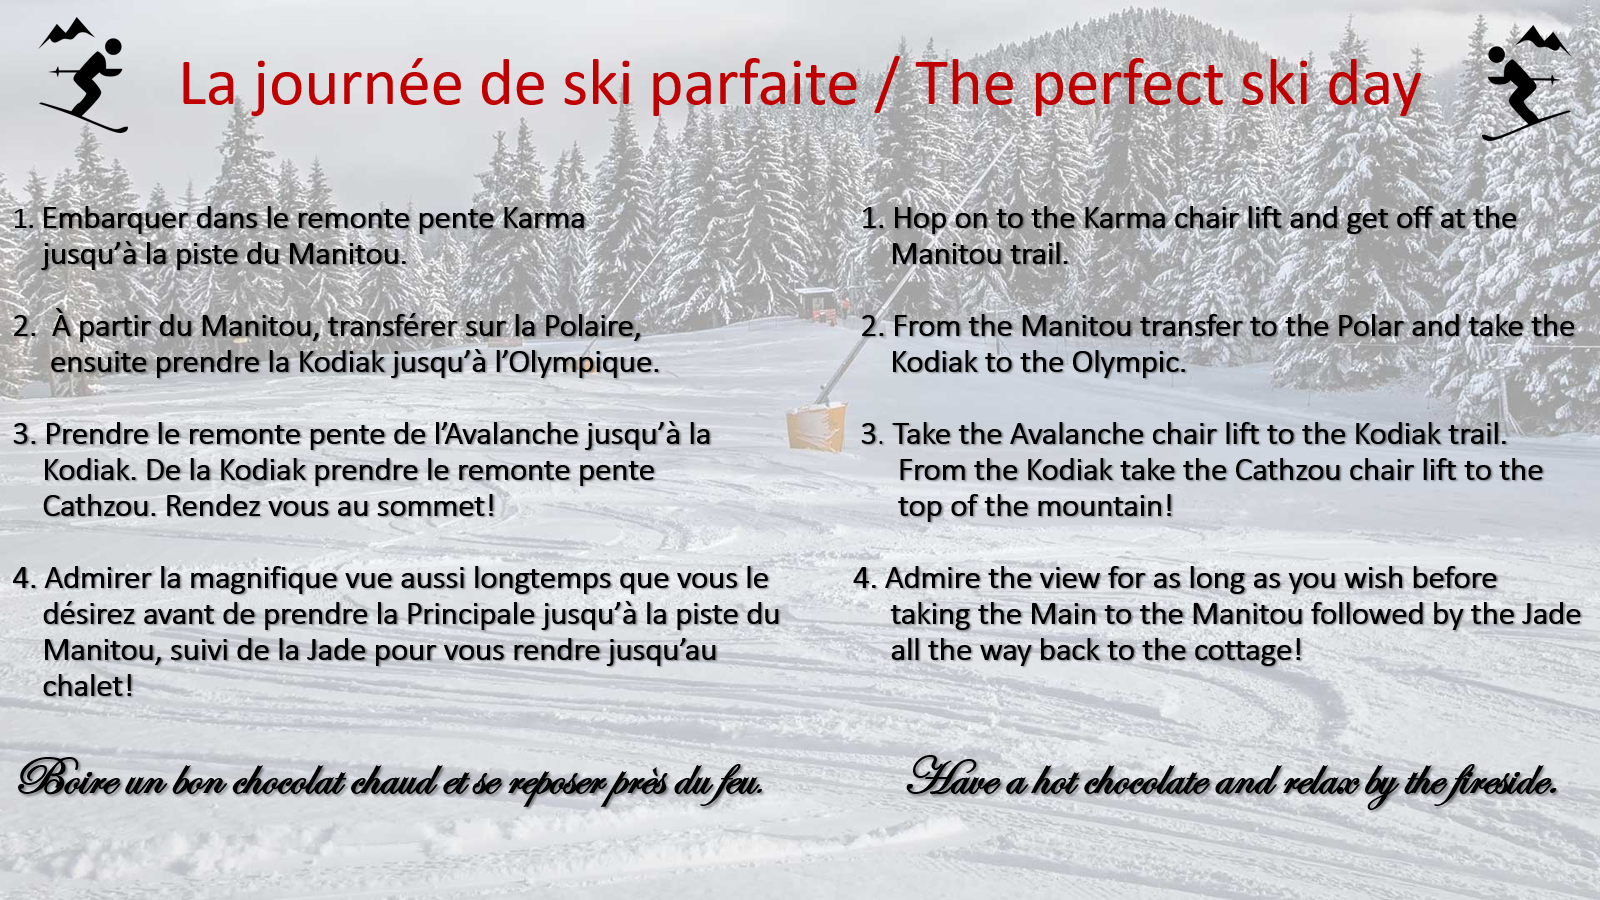 La journée de ski parfaite / The perfect ski day
1. Embarquer dans le remonte pente Karma
jusqu’à la piste du Manitou.
2. À partir du Manitou, transférer sur la Polaire,
ensuite prendre la Kodiak jusqu’à l’Olympique.
3. Prendre le remonte pente de l’Avalanche jusqu’à la
Kodiak. De la Kodiak prendre le remonte pente
Cathzou. Rendez vous au sommet!
4. Admirer la magnifique vue aussi longtemps que vous le
désirez avant de prendre la Principale jusqu’à la piste du
Manitou, suivi de la Jade pour vous rendre jusqu’au
chalet!
Boire un bon chocolat chaud et se reposer près du feu.
1. Hop on to the Karma chair lift and get off at the
Manitou trail.
2. From the Manitou transfer to the Polar and take the
Kodiak to the Olympic.
3. Take the Avalanche chair lift to the Kodiak trail.
From the Kodiak take the Cathzou chair lift to the
top of the mountain!
4. Admire the view for as long as you wish before
taking the Main to the Manitou followed by the Jade
all the way back to the cottage!
Have a hot chocolate and relax by the fireside.